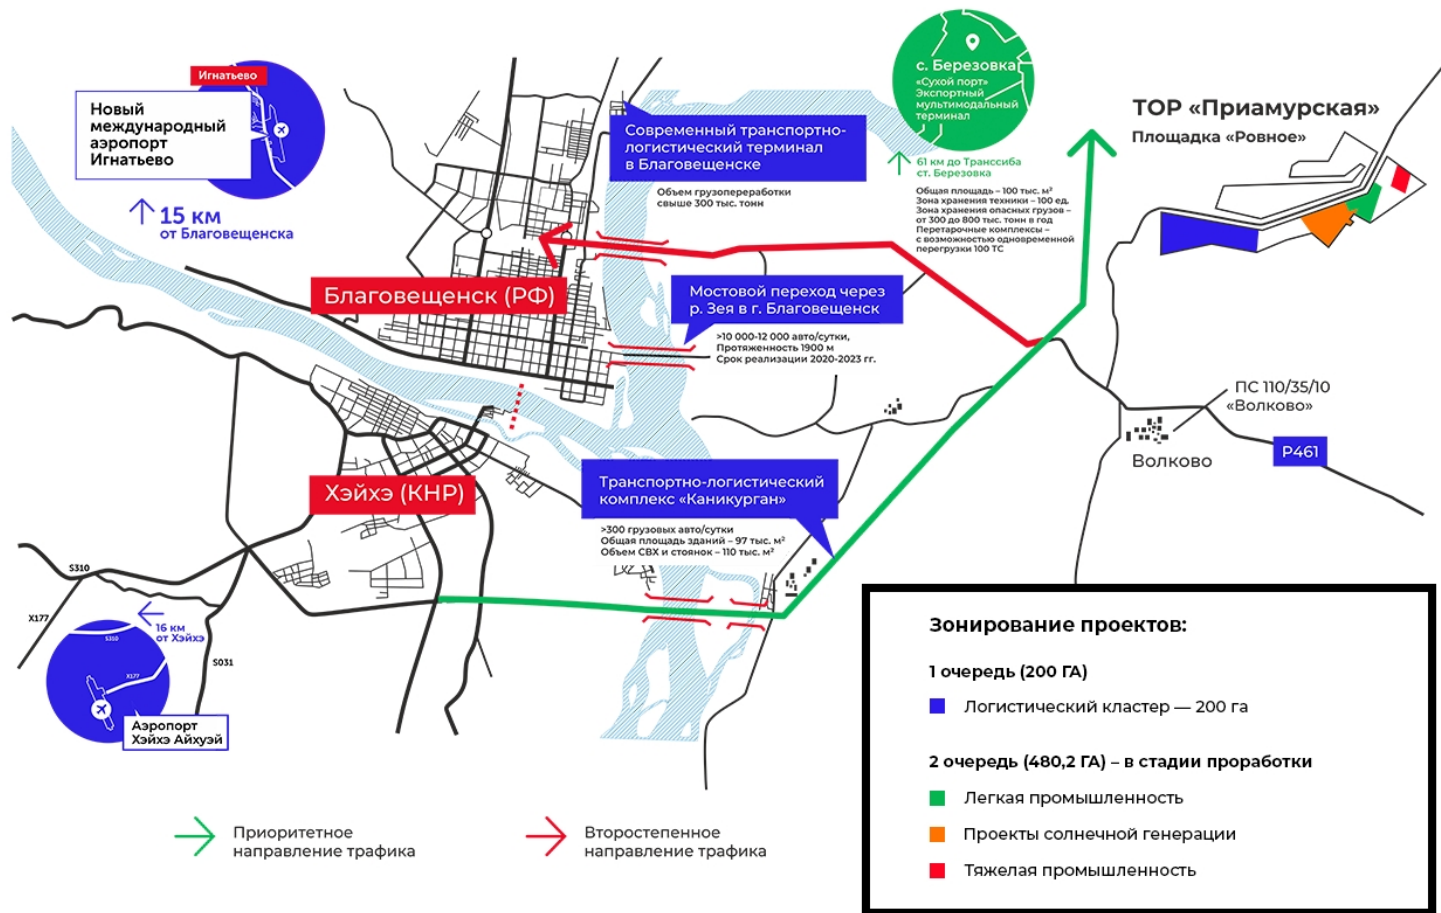 Игнатьево
Новый
международный
аэропорт
Игнатьево
15 км
от Благовещенска
Современный транспортно-
логистический терминал
в Благовещенске
Объем грузопереработки
свыше 300 тыс. тонн
с. Березовка
«Сухой порт»
Экспортный
мультимодальный
терминал
61 км до Транссиба
ст. Березовка
Общая площадь – 100 тыс. м²
Зона хранения техники – 100 ед.
Зона хранения опасных грузов –
от 300 до 800 тыс. тонн в год
Перетарочные комплексы –
с возможностью одновременной
перегрузки 100 ТС
ТОР «Приамурская»
Площадка «Ровное»
Благовещенск (РФ)
Мостовой переход через
р. Зея в г. Благовещенск
>10 000-12 000 авто/сутки,
Протяженность 1900 м
Срок реализации 2020-2023 гг.
ПС 110/35/10
«Волково»
Волково
Р461
Хэйхэ (КНР)
Транспортно-логистический
комплекс «Каникурган»
>300 грузовых авто/сутки
Общая площадь зданий – 97 тыс. м²
Объем СВХ и стоянок – 110 тыс. м²
S310
X177
S031
16 км
от Хэйхэ
S310
X177
Аэропорт
Хэйхэ Айхуэй
Приоритетное
направление трафика
Второстепенное
направление трафика
Зонирование проектов:
1 очередь (200 ГА)
Логистический кластер — 200 га
2 очередь (480,2 ГА) – в стадии проработки
Легкая промышленность
Проекты солнечной генерации
Тяжелая промышленность